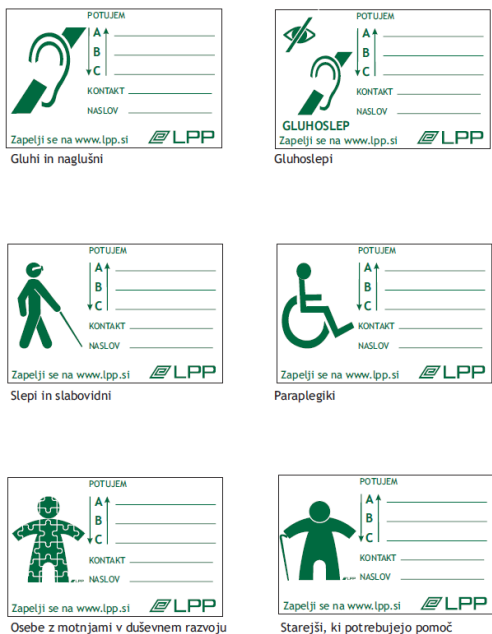 POTUJEM
A
B
C
KONTAKT
NASLOV
Zapelji se na www.lpp.si LPP
Gluhi in naglušni
POTUJEM
A
B
C
KONTAKT
NASLOV
GLUHOSLEP
Zapelji se na www.lpp.si LPP
Gluhoslepi
POTUJEM
A
B
C
KONTAKT
NASLOV
Zapelji se na www.lpp.si LPP
Slepi in slabovidni
POTUJEM
A
B
C
KONTAKT
NASLOV
Zapelji se na www.lpp.si LPP
Paraplegiki
POTUJEM
A
B
C
KONTAKT
LPP NASLOV
Zapelji se na www.lpp.si LPP
Osebe z motnjami v duševnem razvoju
POTUJEM
A
B
C
KONTAKT
LPP NASLOV
Zapelji se na www.lpp.si LPP
Starejši, ki potrebujejo pomoč